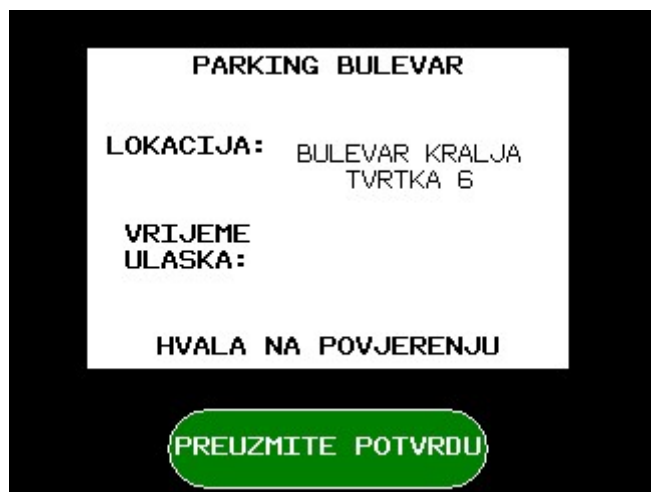 PARKING BULEVAR
LOKACIJA:
BULEVAR KRALJA
TVRTKA 6
VRIJEME
ULASKA:
HVALA NA POVJERENJU
PREUZMITE POTVRDU